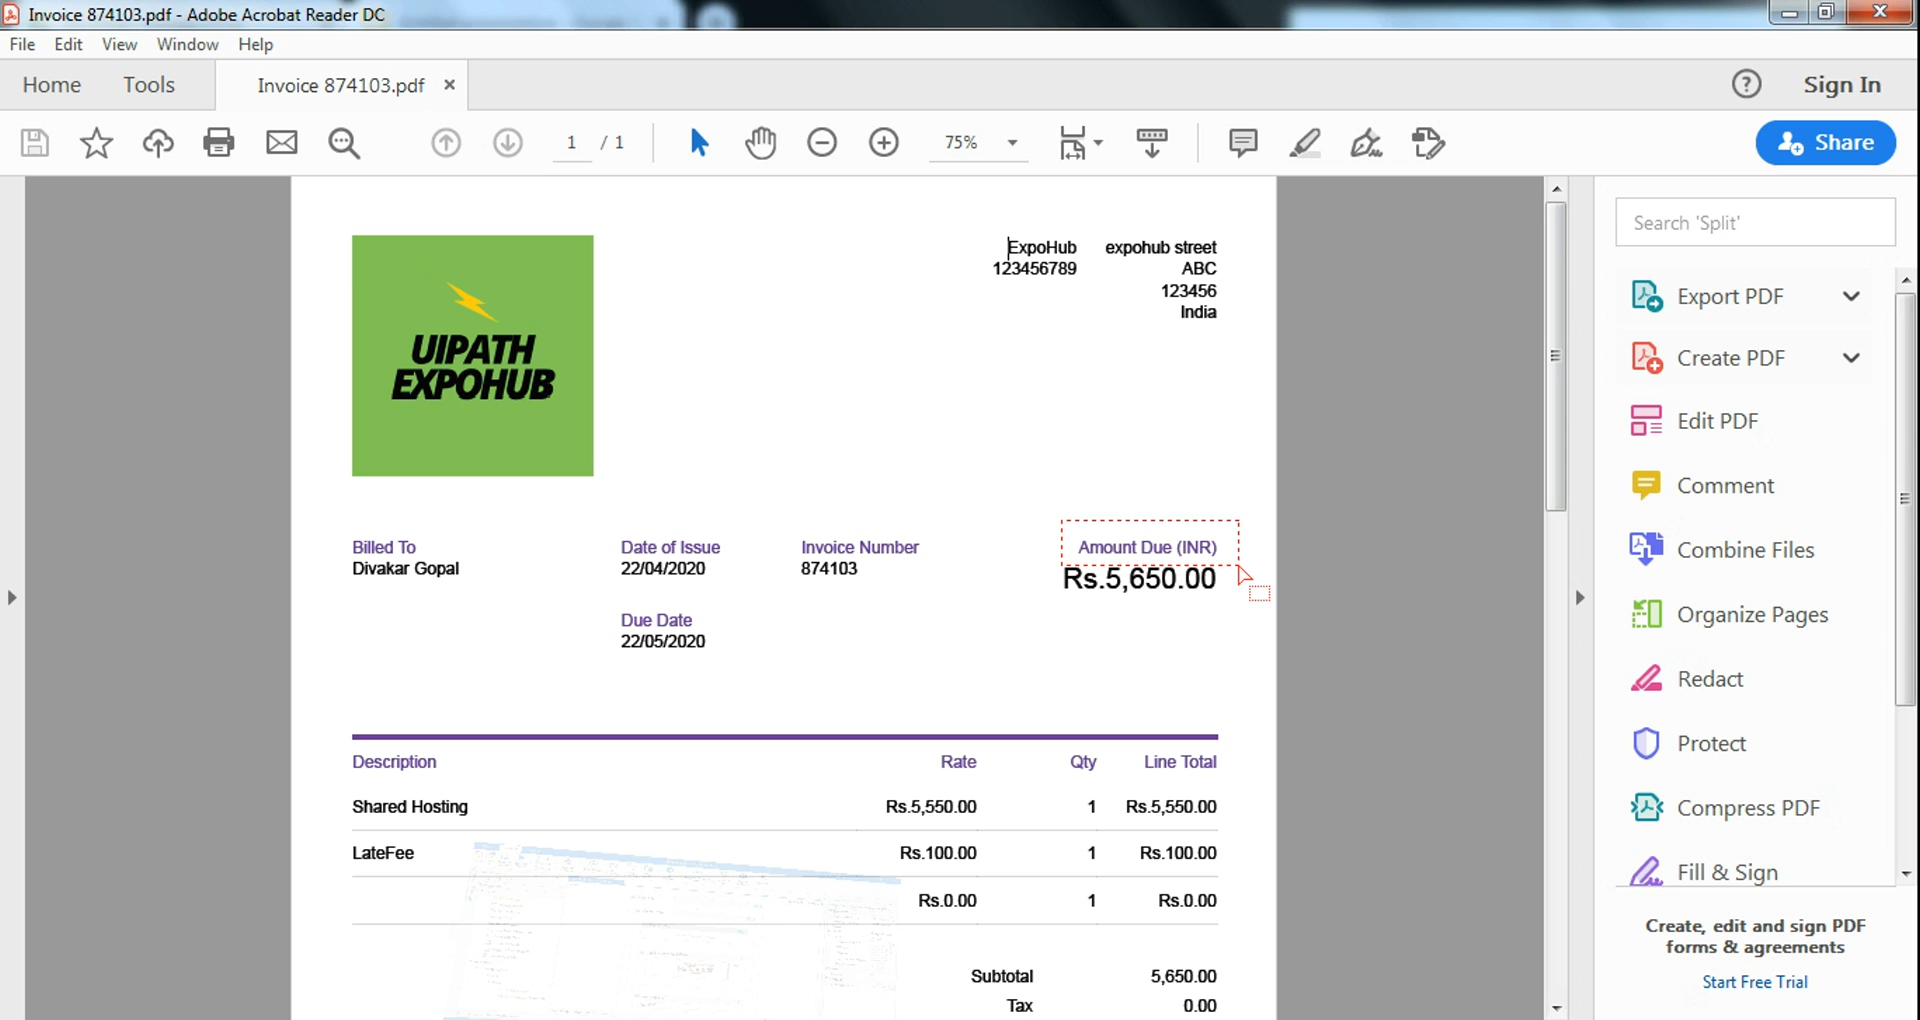 Invoice 874103.pdf - Adobe Acrobat Reader DC
File Edit View Window Help
Home Tools Invoice 874103.pdf × ? Sign In
1 / 1 75% Share
ExpoHub expohub street
123456789 ABC
123456
India
UIPATH
EXPOHUB
Billed To Date of Issue Invoice Number Amount Due (INR)
Divakar Gopal 22/04/2020 874103 Rs.5,650.00
Due Date
22/05/2020
Description Rate Qty Line Total
Shared Hosting Rs.5,550.00 1 Rs.5,550.00
LateFee Rs.100.00 1 Rs.100.00
Rs.0.00 1 Rs.0.00
Subtotal 5,650.00
Tax 0.00
Search 'Split'
Export PDF
Create PDF
Edit PDF
Comment
Combine Files
Organize Pages
Redact
Protect
Compress PDF
Fill & Sign
Create, edit and sign PDF
forms & agreements
Start Free Trial